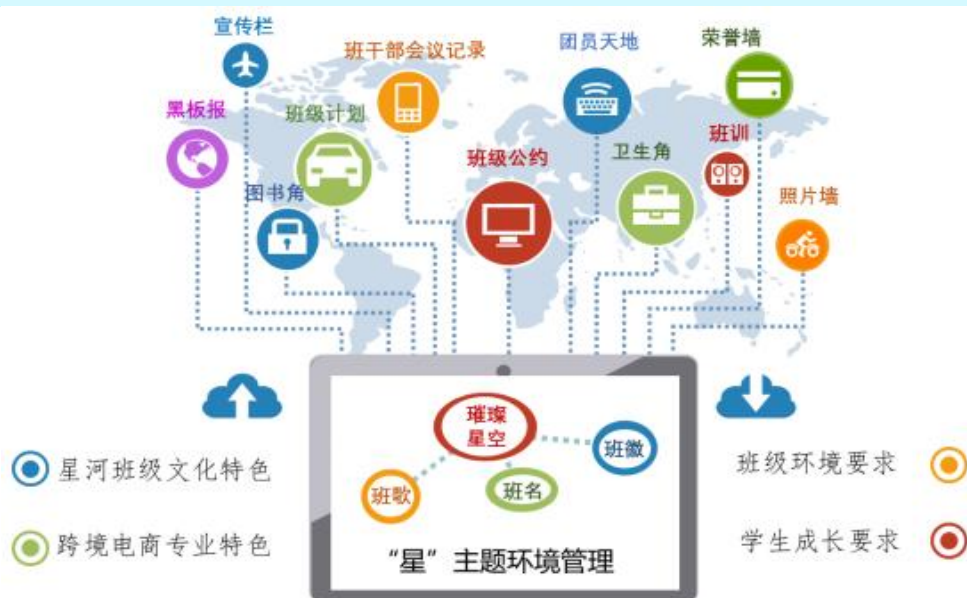 宣传栏
班干部会议记录
团员天地
荣誉墙
黑板报
班级计划
班级公约
卫生角
班训
图书角
照片墙
璀璨
星空
班徽
班歌
班名
“星”主题环境管理
星河班级文化特色
跨境电商专业特色
班级环境要求
学生成长要求